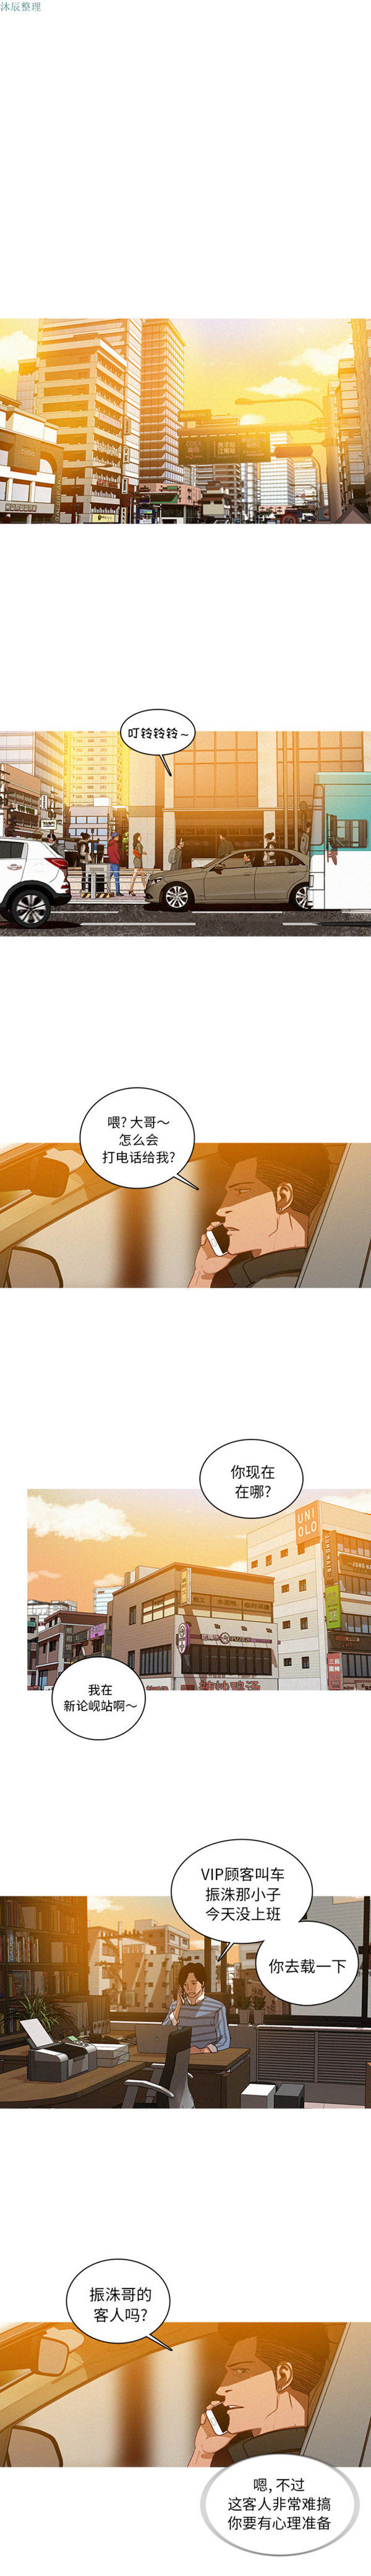 沐辰整理
叮铃铃铃~
喂? 大哥~
怎么会
打电话给我?
你现在
在哪?
UNI
QLO
我在
新论岘站啊~
VIP顾客叫车
振洙那小子
今天没上班
你去载一下
振洙哥的
客人吗?
嗯, 不过
这客人非常难搞
你要有心理准备